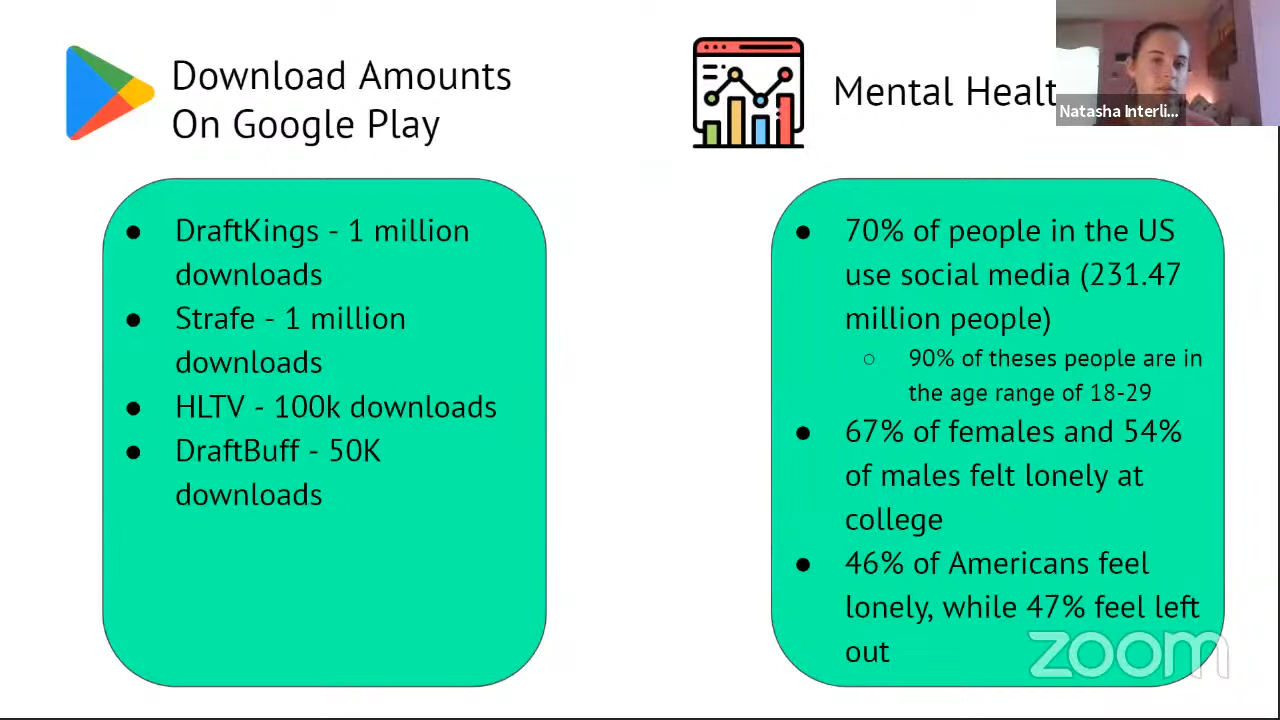 Download Amounts
On Google Play
● DraftKings - 1 million
downloads
● Strafe - 1 million
downloads
● HLTV - 100k downloads
● DraftBuff - 50K
downloads
Mental Healt
Natasha Interli...
● 70% of people in the US
use social media (231.47
million people)
○ 90% of theses people are in
the age range of 18-29
● 67% of females and 54%
of males felt lonely at
college
● 46% of Americans feel
lonely, while 47% feel left
out
zoom